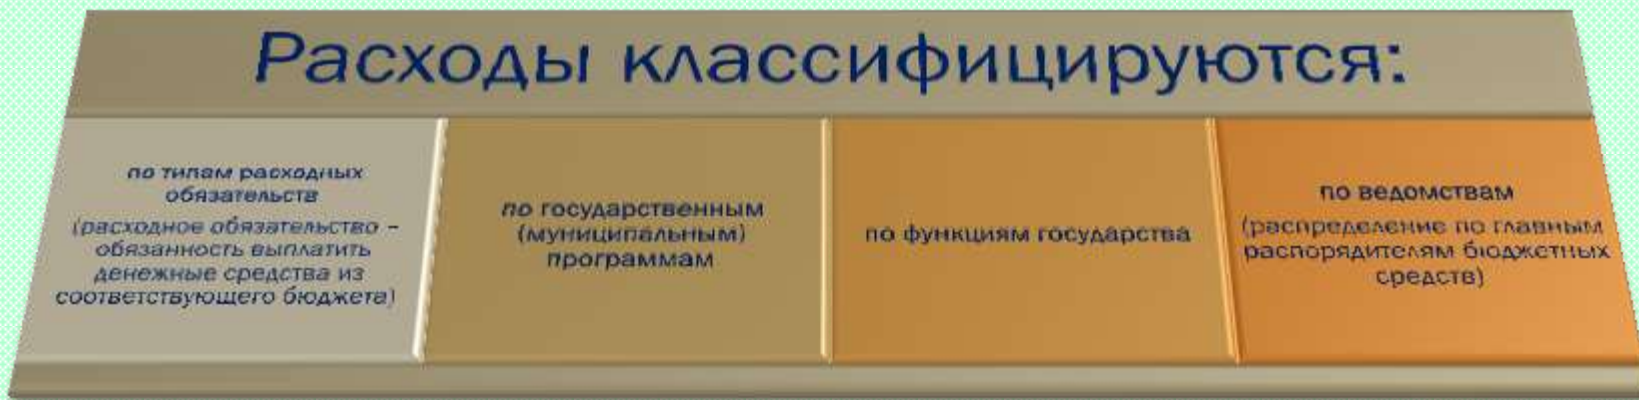 Расходы классифицируются:
по типам расходных
обязательств
(расходное обязательство –
обязанность выплатить
денежные средства из
соответствующего бюджета)
по государственным
(муниципальным)
программам
по функциям государства
по ведомствам
(распределение по главным
распорядителям бюджетных
средств)